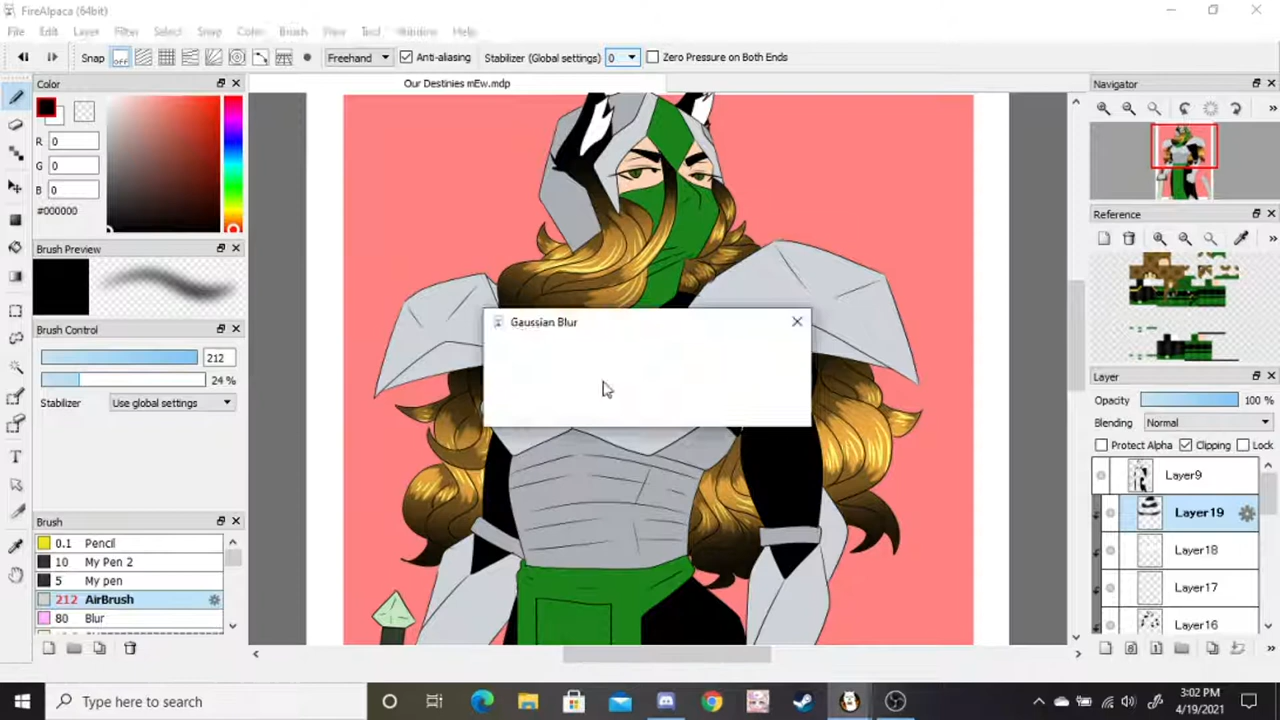 FireAlpaca (64bit)
File Edit Layer Filter Select Snap Color Brush View Tool Window Help
Snap off Freehand Anti-aliasing Stabilizer (Global settings) 0 Zero Pressure on Both Ends
Color
Our Destinies mEw.mdp
Navigator
R 0
G 0
B 0
#000000
Reference
Brush Preview
Brush Control
Gaussian Blur
212
24 %
Layer
Stabilizer Use global settings
Opacity 100 %
Blending Normal
Protect Alpha Clipping Lock
Layer9
Layer19
Brush
0.1 Pencil
Layer18
10 My Pen 2
5 My pen
Layer17
212 AirBrush
80 Blur
Layer16
Type here to search
3:02 PM
4/19/2021